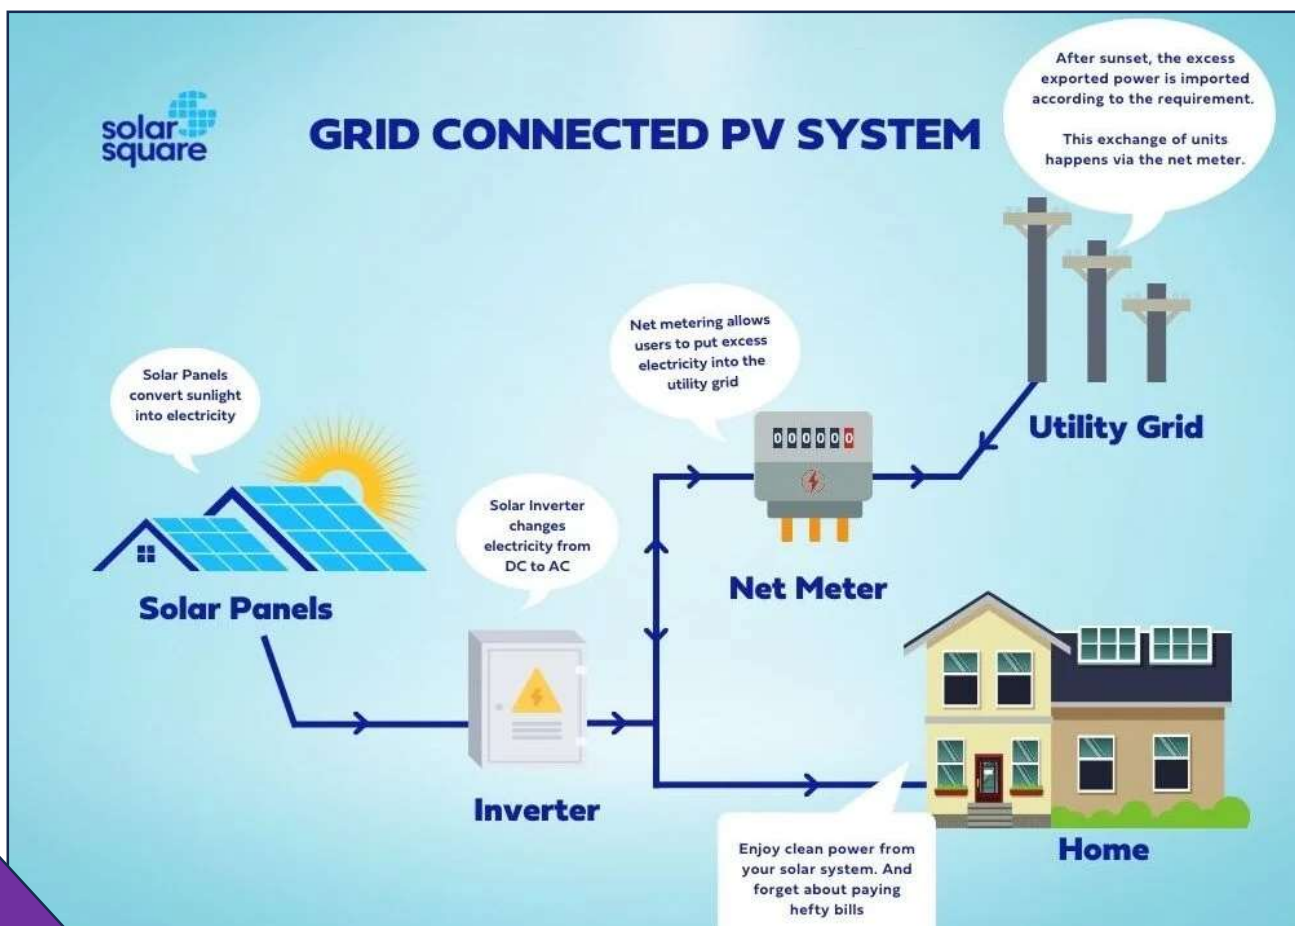 solar
square
GRID CONNECTED PV SYSTEM
After sunset, the excess
exported power is imported
according to the requirement.
This exchange of units
happens via the net meter.
Net metering allows
users to put excess
electricity into the
utility grid
Solar Panels
convert sunlight
into electricity
000000
Utility Grid
Solar Inverter
changes
electricity from
DC to AC
Net Meter
Solar Panels
Inverter
Enjoy clean power from
your solar system. And
forget about paying
hefty bills
Home